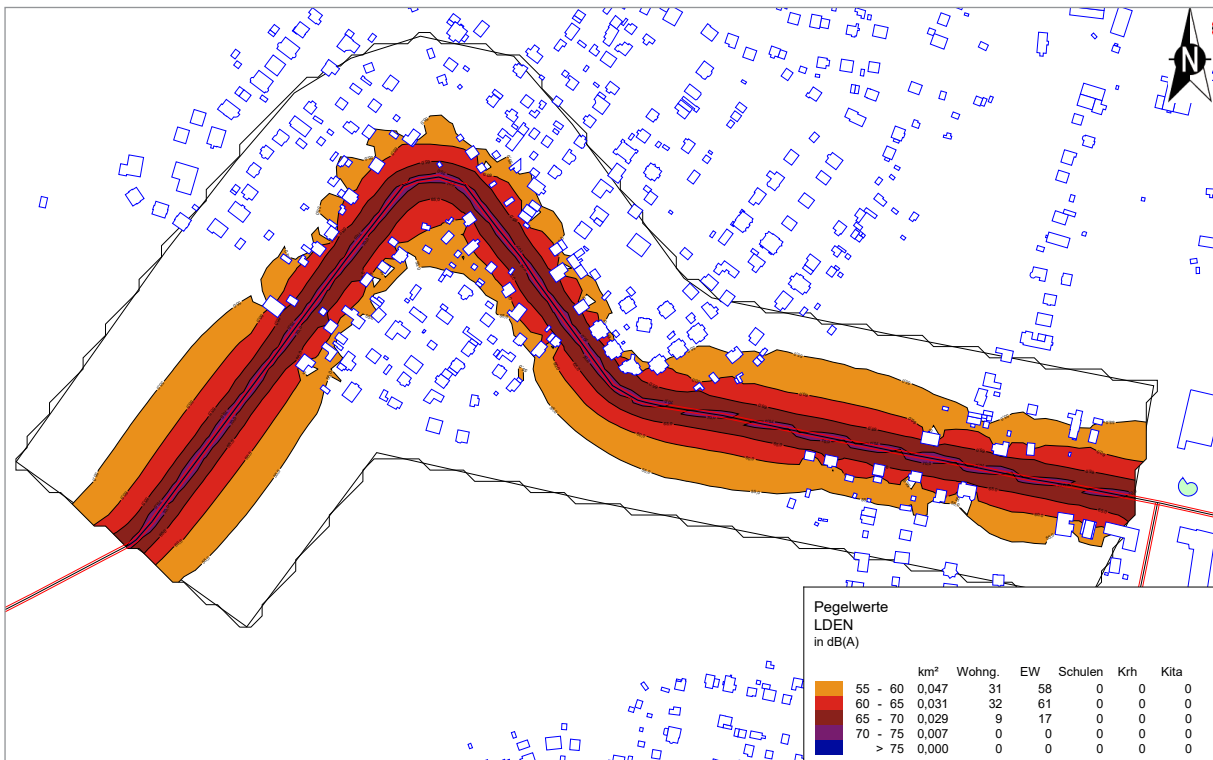 N
Pegelwerte
LDEN
in dB(A)
km² Wohng. EW Schulen Krh Kita
55 - 60 0,047 31 58 0 0 0
60 - 65 0,031 32 61 0 0 0
65 - 70 0,029 9 17 0 0 0
70 - 75 0,007 0 0 0 0 0
> 75 0,000 0 0 0 0 0